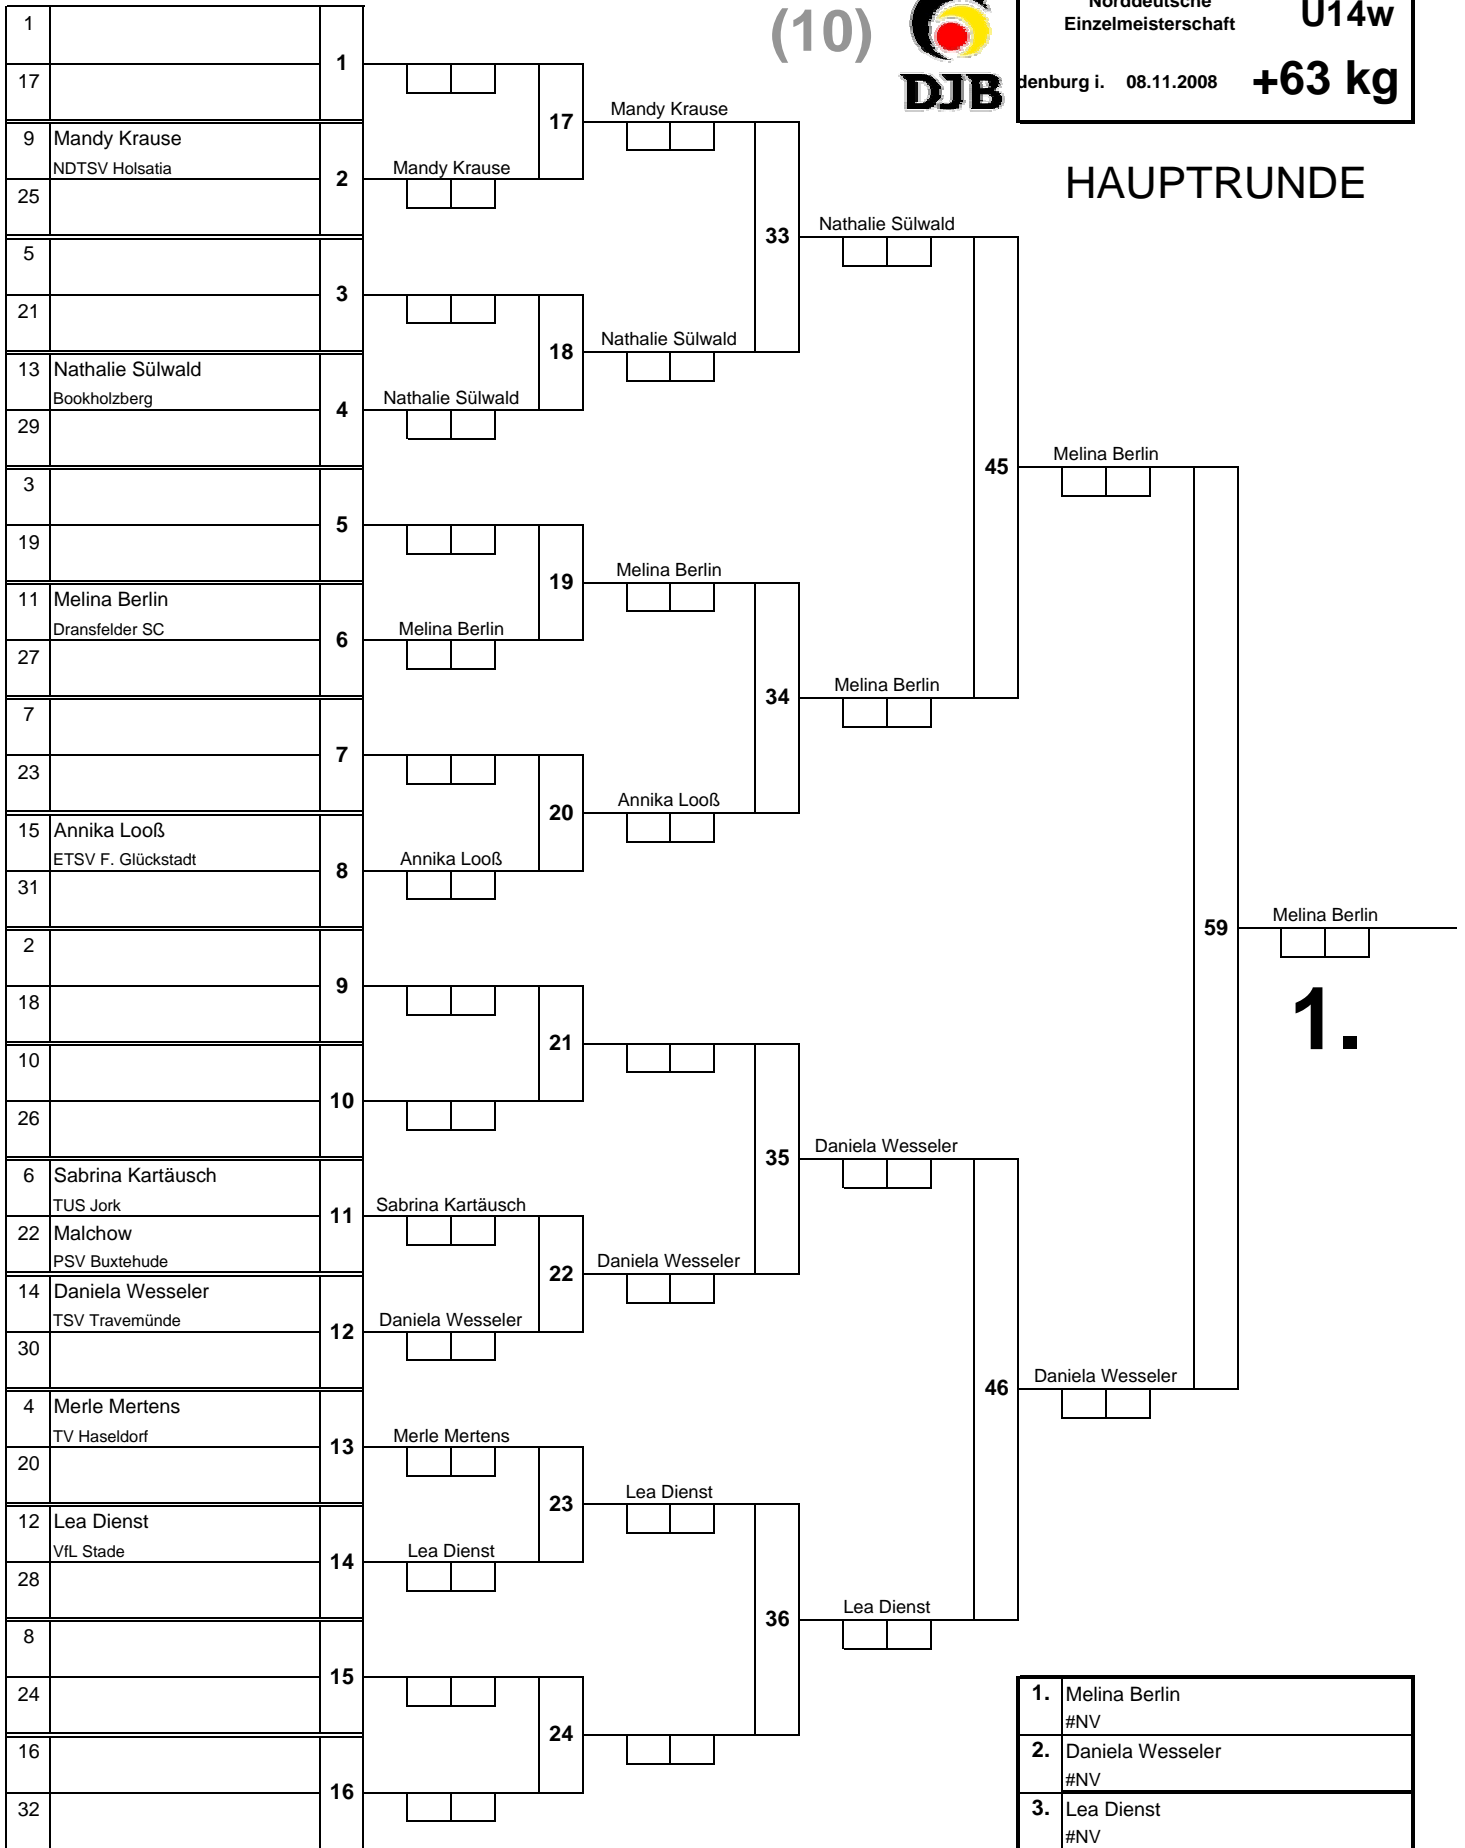 (10)
DJB
Norddeutsche
Einzelmeisterschaft
U14w
denburg i. 08.11.2008
+63 kg
HAUPTRUNDE
1
17
1
9 Mandy Krause
NDTSV Holsatia
25
2
5
21
3
13 Nathalie Sülwald
Bookholzberg
29
4
3
19
5
11 Melina Berlin
Dransfelder SC
27
6
7
23
7
15 Annika Looß
ETSV F. Glückstadt
31
8
2
18
9
10
26
10
6 Sabrina Kartäusch
TUS Jork
22 Malchow
PSV Buxtehude
11
14 Daniela Wesseler
TSV Travemünde
30
12
4 Merle Mertens
TV Haseldorf
20
13
12 Lea Dienst
VfL Stade
28
14
8
24
15
16
32
16
Mandy Krause
17
Nathalie Sülwald
18
Melina Berlin
19
Annika Looß
20
21
Sabrina Kartäusch
Daniela Wesseler
22
Merle Mertens
Lea Dienst
23
24
Mandy Krause
Nathalie Sülwald
33
Melina Berlin
Annika Looß
34
Daniela Wesseler
35
Lea Dienst
36
Nathalie Sülwald
Melina Berlin
45
Daniela Wesseler
Lea Dienst
46
Melina Berlin
Daniela Wesseler
59
Melina Berlin
1.
1. Melina Berlin
#NV
2. Daniela Wesseler
#NV
3. Lea Dienst
#NV